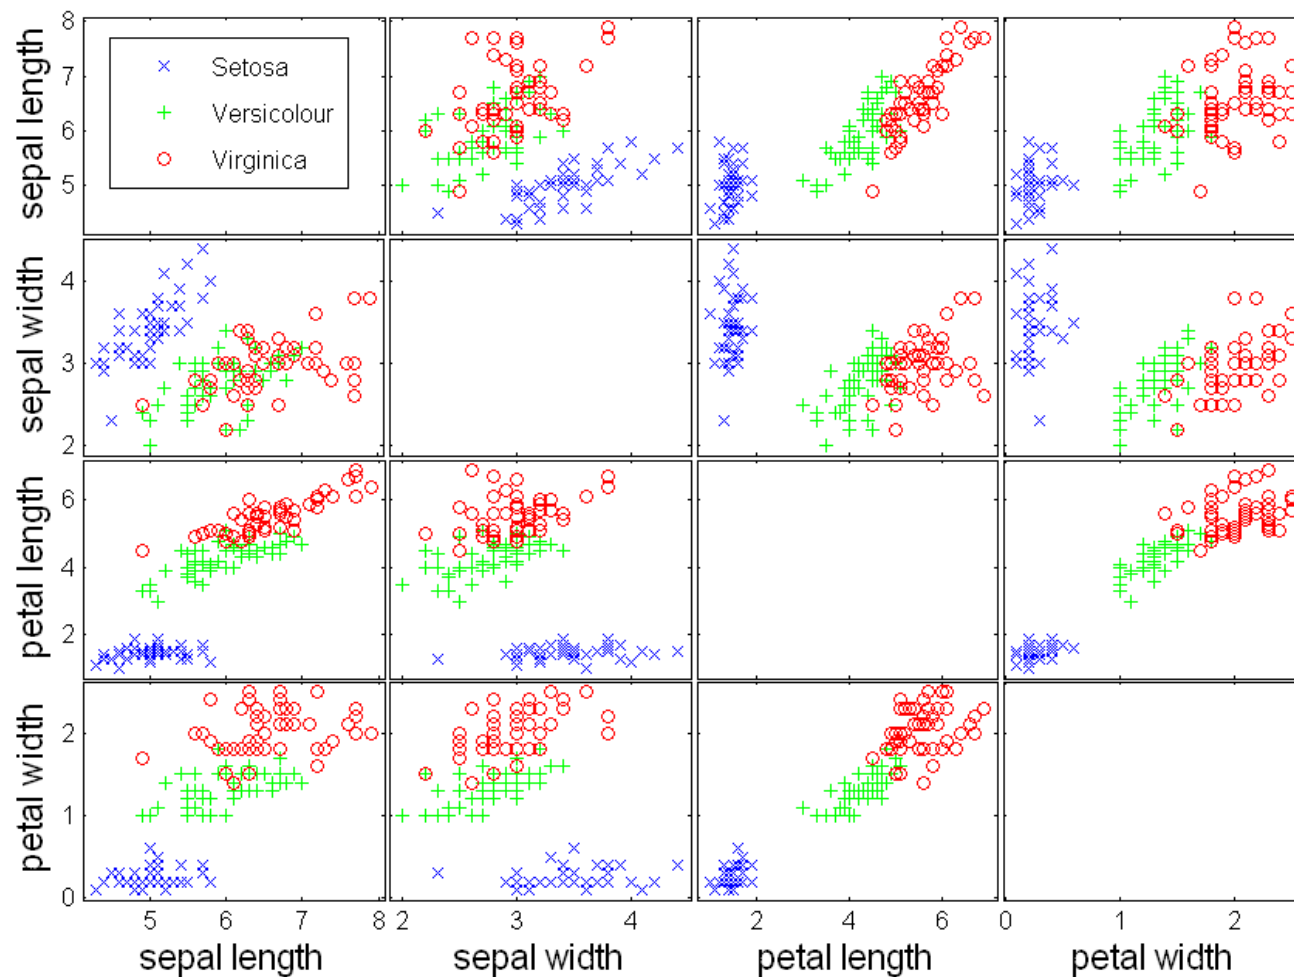 sepal length
8
7
6
5
Setosa
Versicolour
Virginica
sepal width
4
3
2
petal length
6
4
2
petal width
2
1
0
5 6 7 8 2 3 4 2 4 6 0 1 2
sepal length sepal width petal length petal width